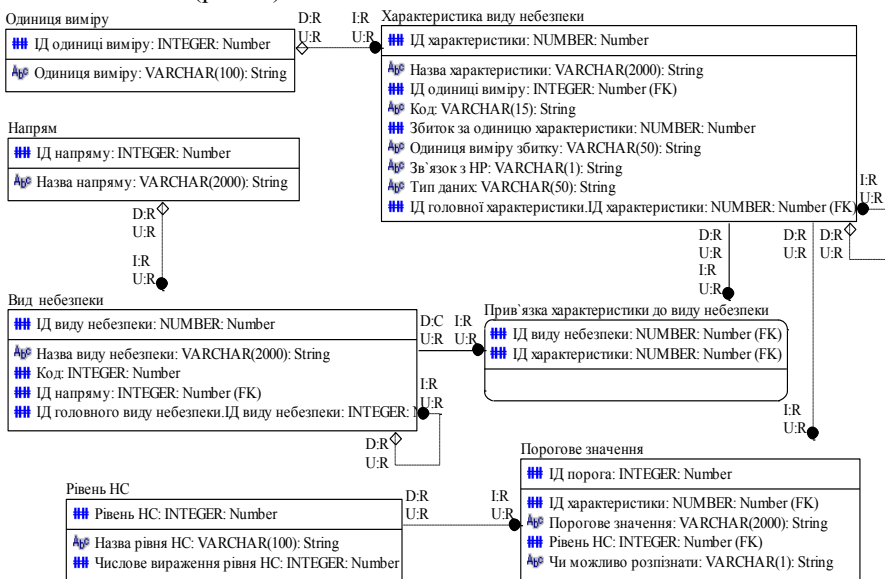 Одиниця виміру
ІД одиниці виміру: INTEGER: Number
Одиниця виміру: VARCHAR(100): String
D:R I:R
U:R U:R
Характеристика виду небезпеки
ІД характеристики: NUMBER: Number
Назва характеристики: VARCHAR(2000): String
ІД одиниці виміру: INTEGER: Number (FK)
Код: VARCHAR(15): String
Збиток за одиницю характеристики: NUMBER: Number
Одиниця виміру збитку: VARCHAR(50): String
Зв`язок з НР: VARCHAR(1): String
Тип даних: VARCHAR(50): String
ІД головної характеристики.ІД характеристики: NUMBER: Number (FK)
I:R
U:R
Напрям
ІД напряму: INTEGER: Number
Назва напряму: VARCHAR(2000): String
D:R
U:R
I:R
U:R
D:R D:R D:R
U:R U:R U:R
I:R
U:R
Вид небезпеки
ІД виду небезпеки: NUMBER: Number
Назва виду небезпеки: VARCHAR(2000): String
Код: INTEGER: Number
ІД напряму: INTEGER: Number (FK)
ІД головного виду небезпеки.ІД виду небезпеки: INTEGER:
D:C I:R
U:R U:R
I:R
U:R
D:R
U:R
Прив`язка характеристики до виду небезпеки
ІД виду небезпеки: NUMBER: Number (FK)
ІД характеристики: NUMBER: Number (FK)
I:R
U:R
Рівень НС
Рівень НС: INTEGER: Number
Назва рівня НС: VARCHAR(100): String
Числове вираження рівня НС: INTEGER: Number
D:R I:R
U:R U:R
Порогове значення
ІД порога: INTEGER: Number
ІД характеристики: NUMBER: Number (FK)
Порогове значення: VARCHAR(2000): String
Рівень НС: INTEGER: Number (FK)
Чи можливо розпізнати: VARCHAR(1): String